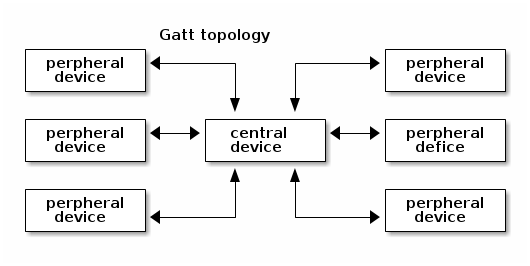 Gatt topology
perpheral
device
perpheral
device
perpheral
device
central
device
perpheral
defice
perpheral
device
perpheral
device